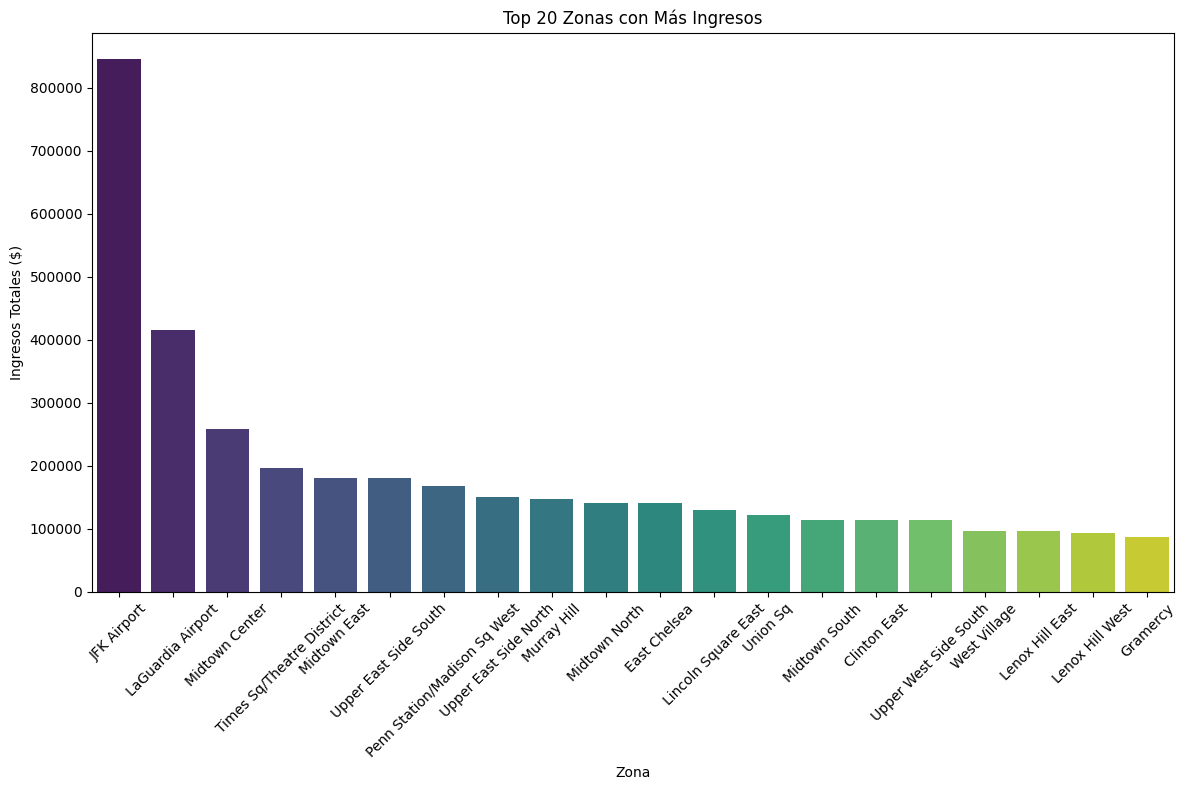 Top 20 Zonas con Más Ingresos
Ingresos Totales ($)
800000
700000
600000
500000
400000
300000
200000
100000
0
JFK Airport
LaGuardia Airport
Midtown Center
Times Sq/Theatre District
Midtown East
Upper East Side South
Penn Station/Madison Sq West
Upper East Side North
Murray Hill
Midtown North
East Chelsea
Lincoln Square East
Union Sq
Midtown South
Clinton East
Upper West Side South
West Village
Lenox Hill East
Lenox Hill West
Gramercy
Zona